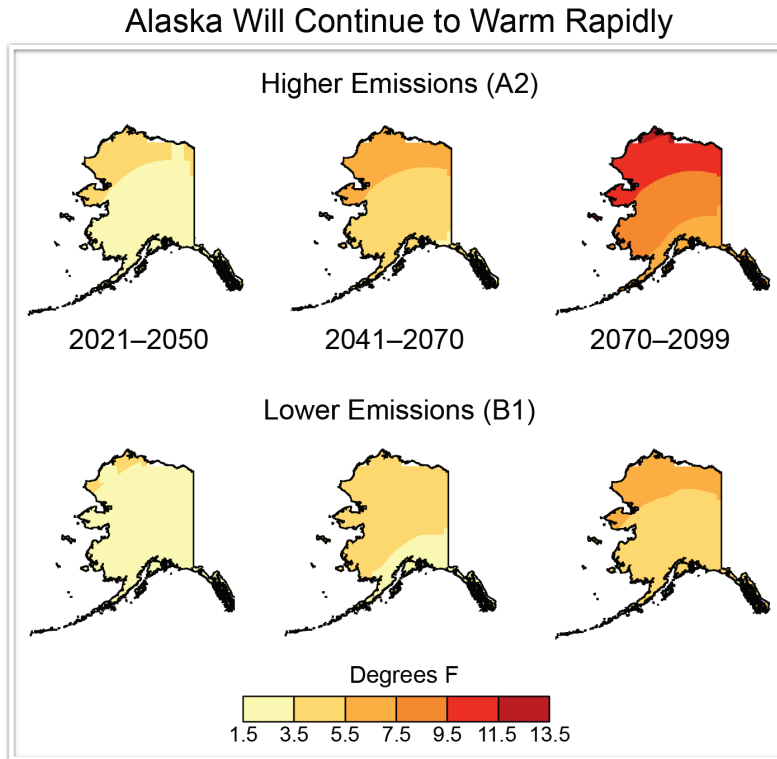 Alaska Will Continue to Warm Rapidly
Higher Emissions (A2)
2021–2050 2041–2070 2070–2099
Lower Emissions (B1)
Degrees F
1.5 3.5 5.5 7.5 9.5 11.5 13.5